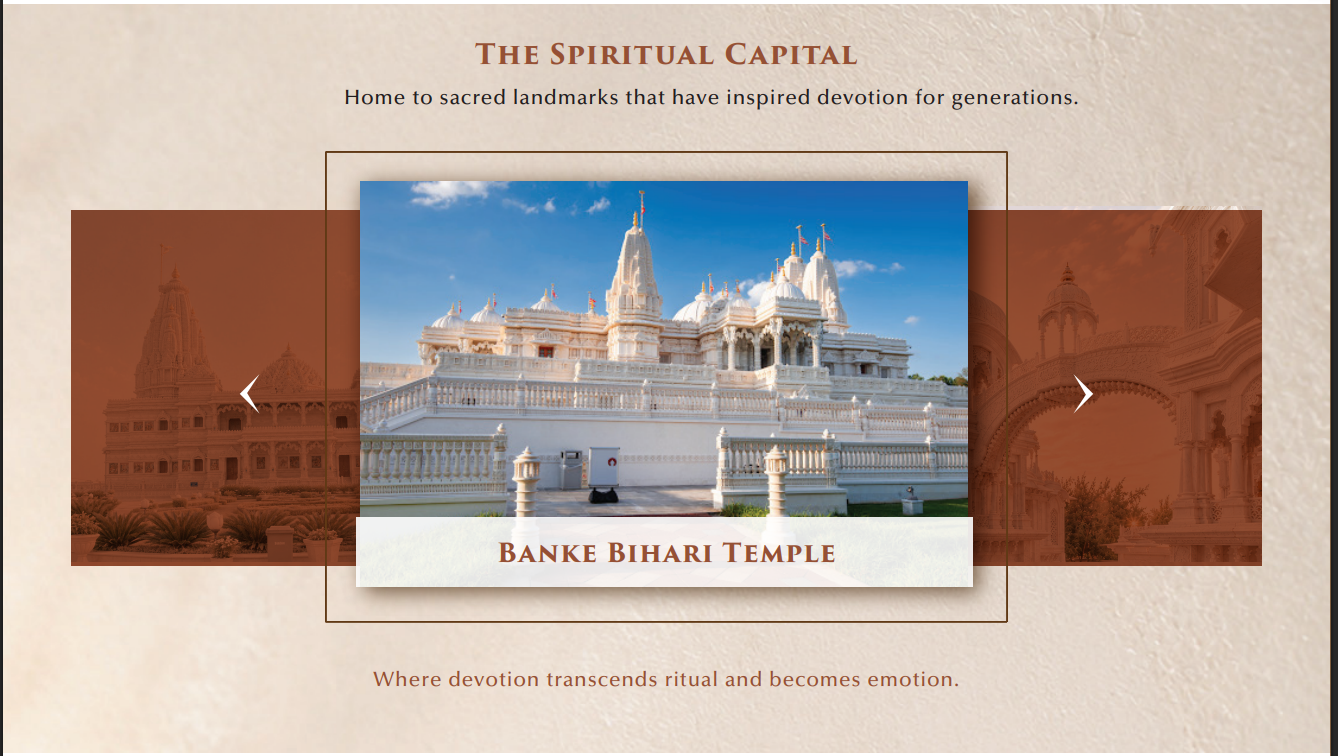 The Spiritual Capital
Home to sacred landmarks that have inspired devotion for generations.
Banke Bihari Temple
Where devotion transcends ritual and becomes emotion.